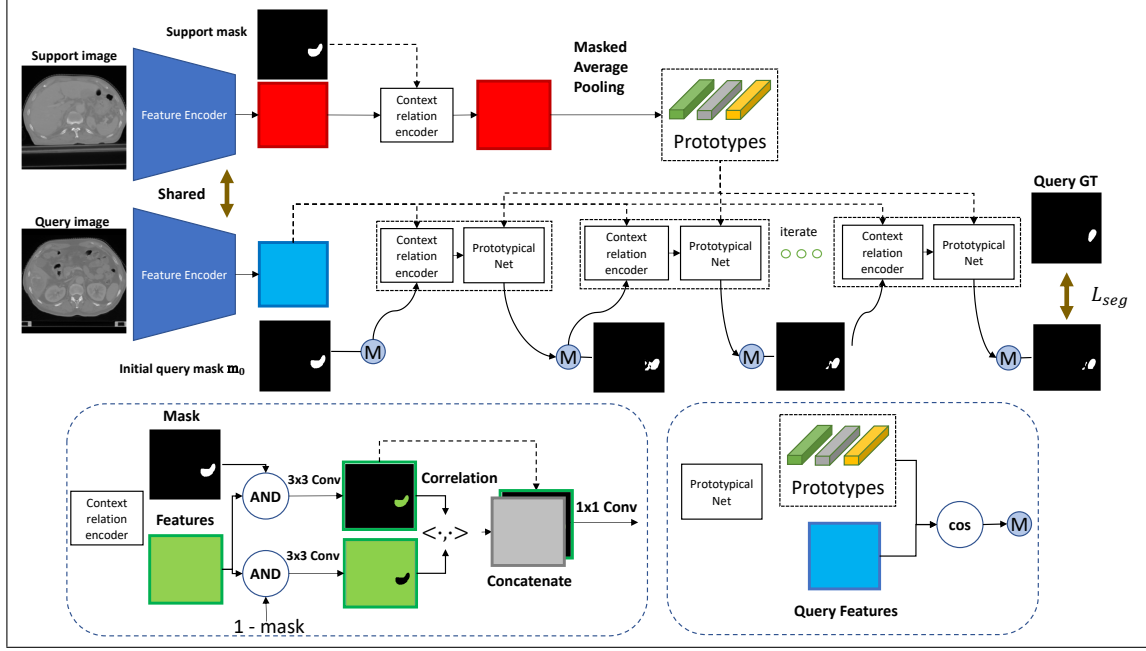 Support mask
Support image
Feature Encoder
Context
relation
encoder
Masked
Average
Pooling
Prototypes
Shared
Query image
Feature Encoder
Context
relation
encoder
Prototypical
Net
Context
relation
encoder
Prototypical
Net
iterate
Context
relation
encoder
Prototypical
Net
Query GT
L_seg
Initial query mask m₀
M
M
M
M
Mask
Context
relation
encoder
Features
AND
AND
3x3 Conv
3x3 Conv
1 - mask
Correlation
<·,·>
Concatenate
1x1 Conv
Prototypical
Net
Prototypes
Query Features
cos
M